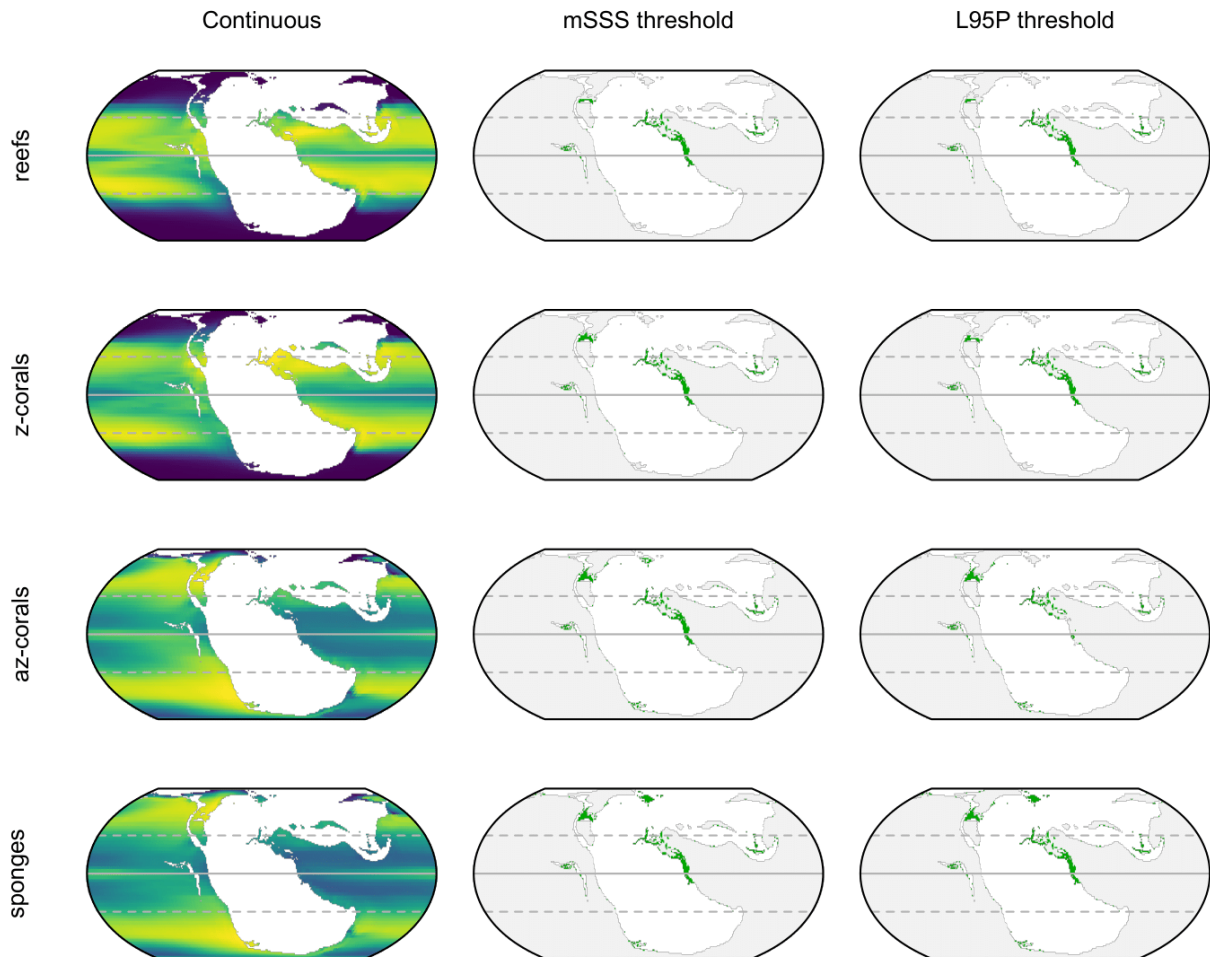 Continuous mSSS threshold L95P threshold
reefs
z-corals
az-corals
sponges